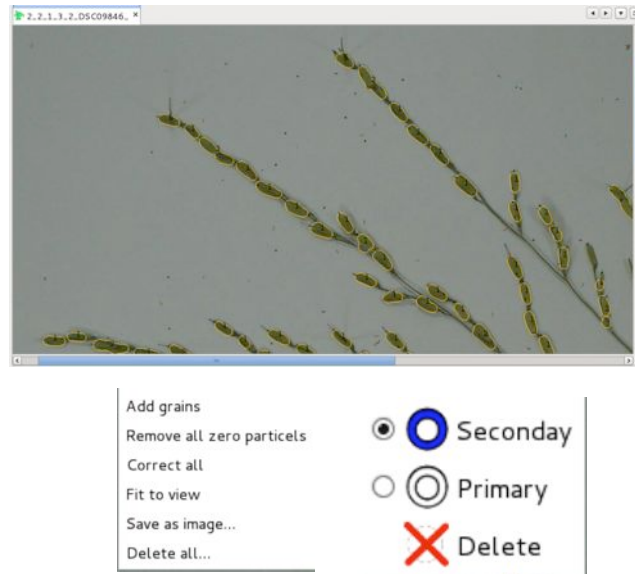 2_2_1_3_2_DSC09846_
Add grains
Remove all zero particels
Correct all
Fit to view
Save as image...
Delete all...
Seconday
Primary
Delete